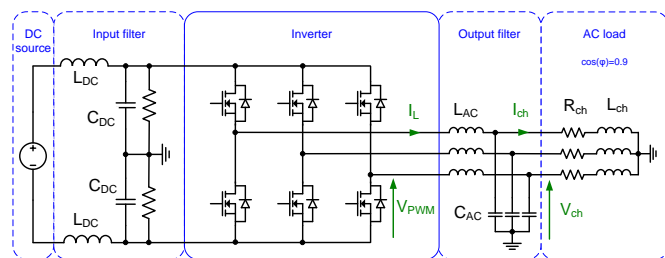 DC
source
Input filter
Inverter
Output filter
AC load
cos(φ)=0.9
L_DC
C_DC
C_DC
L_DC
I_L
L_AC
I_ch
R_ch
L_ch
V_PWM
C_AC
V_ch